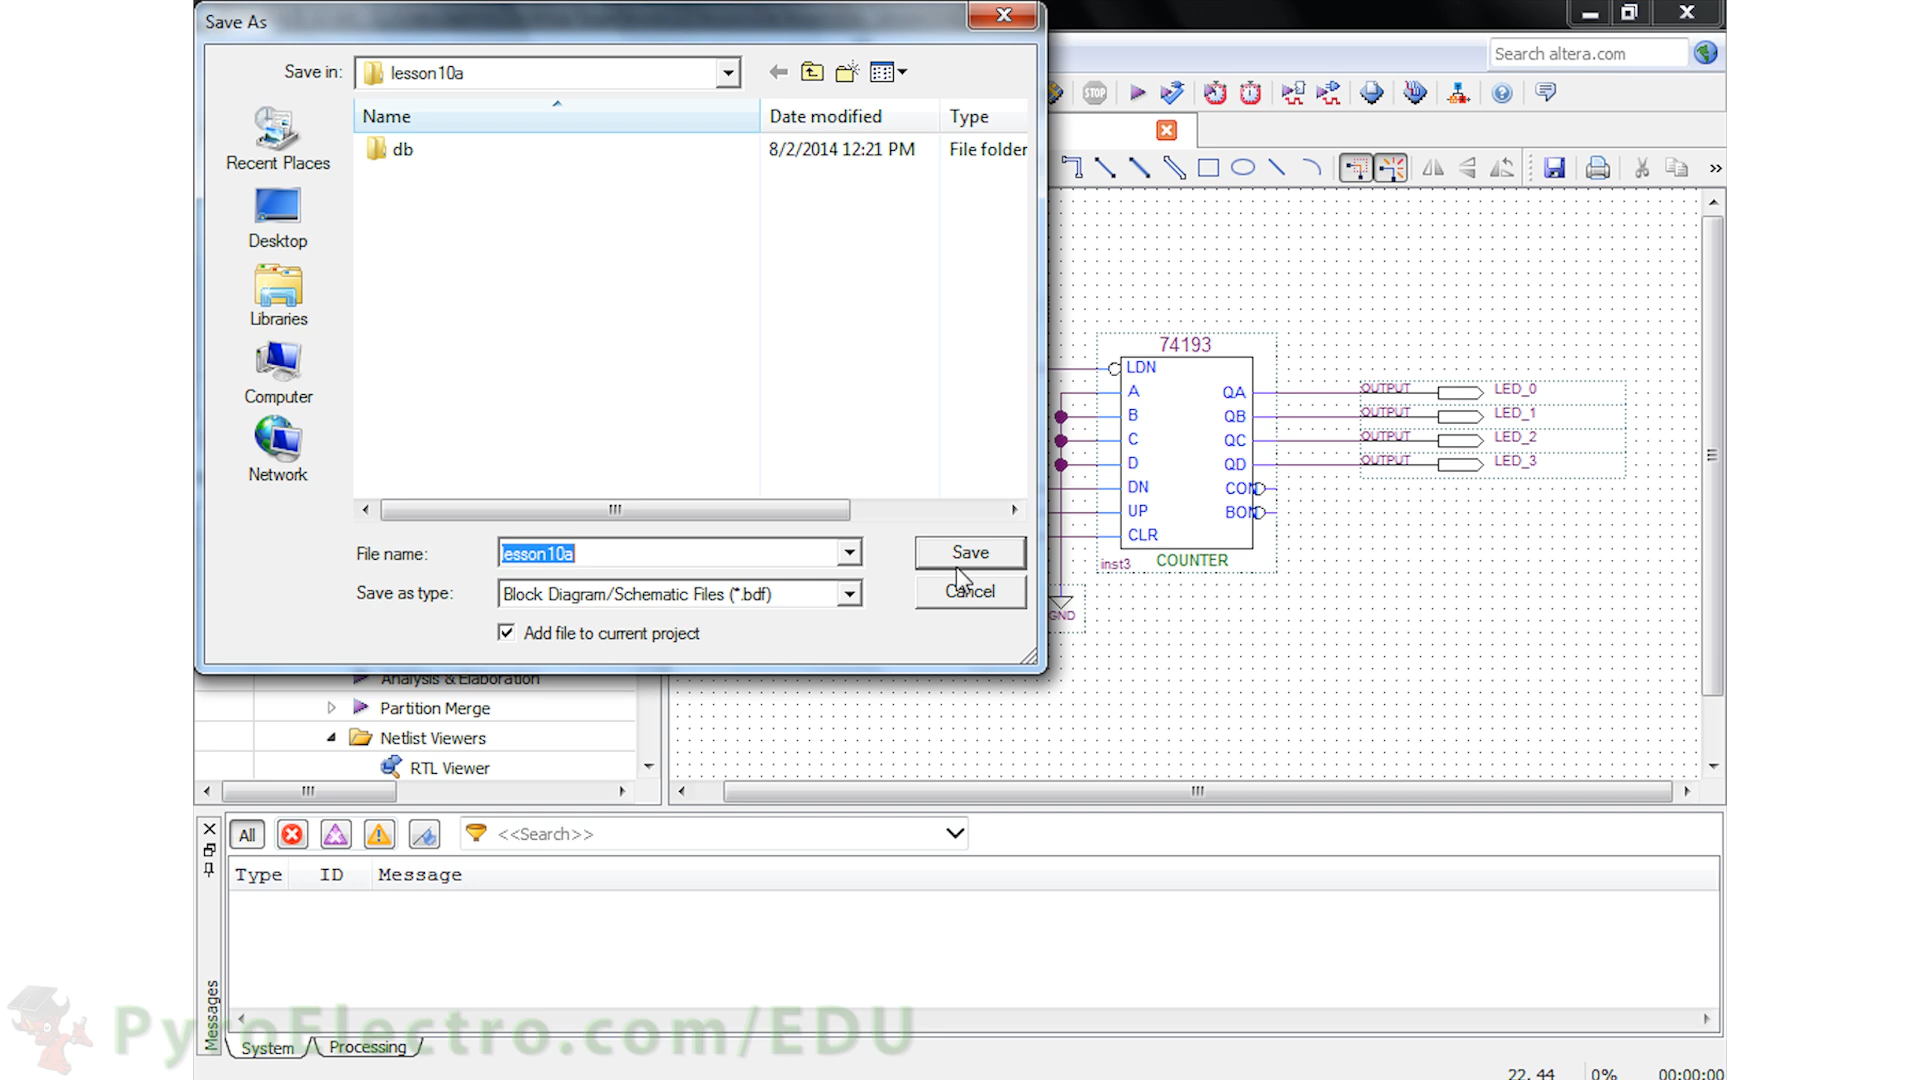 Save As
Save in:
lesson10a
Name
Date modified
Type
db
8/2/2014 12:21 PM
File folder
Recent Places
Desktop
Libraries
Computer
Network
File name:
lesson10a
Save
Save as type:
Block Diagram/Schematic Files (*.bdf)
Cancel
Add file to current project
Search altera.com
STOP
74193
LDN
A
B
C
D
DN
UP
CLR
QA
QB
QC
QD
CON
BON
inst3
COUNTER
GND
OUTPUT
LED_0
OUTPUT
LED_1
OUTPUT
LED_2
OUTPUT
LED_3
Analysis & Elaboration
Partition Merge
Netlist Viewers
RTL Viewer
All
<<Search>>
Type
ID
Message
Messages
System
Processing
PyroElectro.com/EDU
22, 44
0%
00:00:00